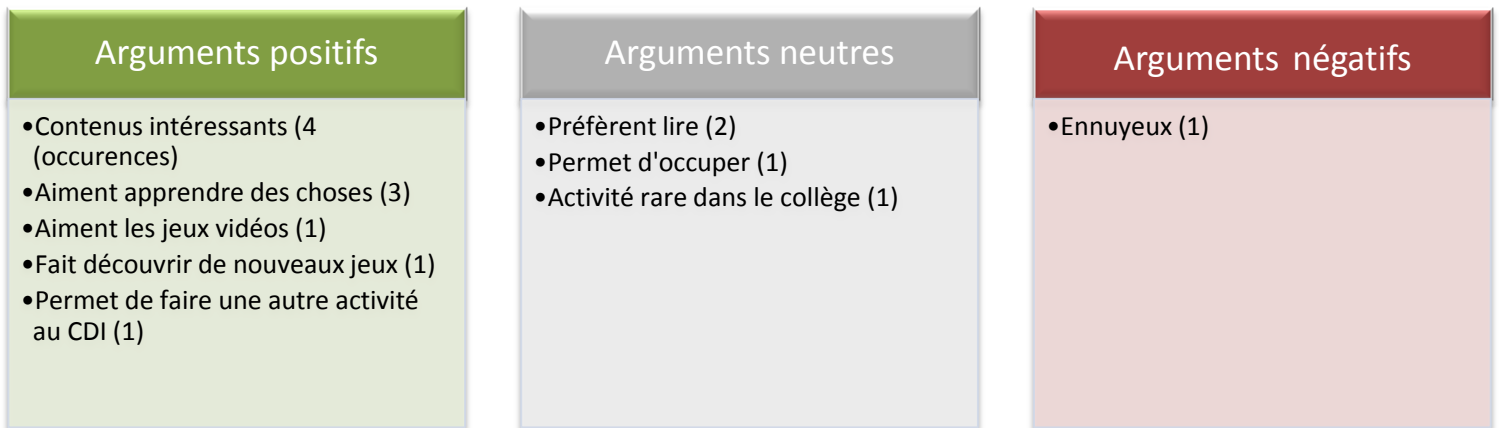 Arguments positifs
•Contenus intéressants (4
(occurences)
•Aiment apprendre des choses (3)
•Aiment les jeux vidéos (1)
•Fait découvrir de nouveaux jeux (1)
•Permet de faire une autre activité
au CDI (1)
Arguments neutres
•Préfèrent lire (2)
•Permet d'occuper (1)
•Activité rare dans le collège (1)
Arguments négatifs
•Ennuyeux (1)